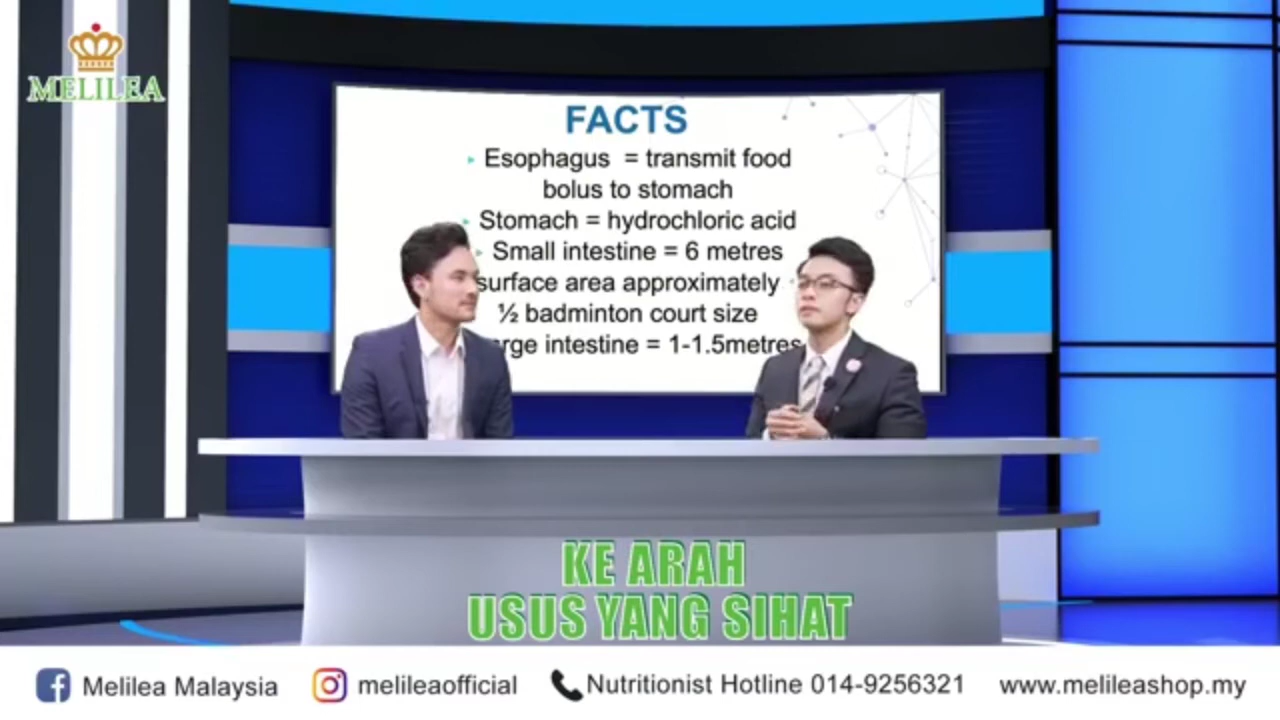 MELILEA
FACTS
Esophagus = transmit food
bolus to stomach
Stomach = hydrochloric acid
Small intestine = 6 metres
surface area approximately
½ badminton court size
intestine = 1-1.5metres
KE ARAH
USUS YANG SIHAT
Melilea Malaysia
melileaofficial
Nutritionist Hotline 014-9256321
www.melileashop.my